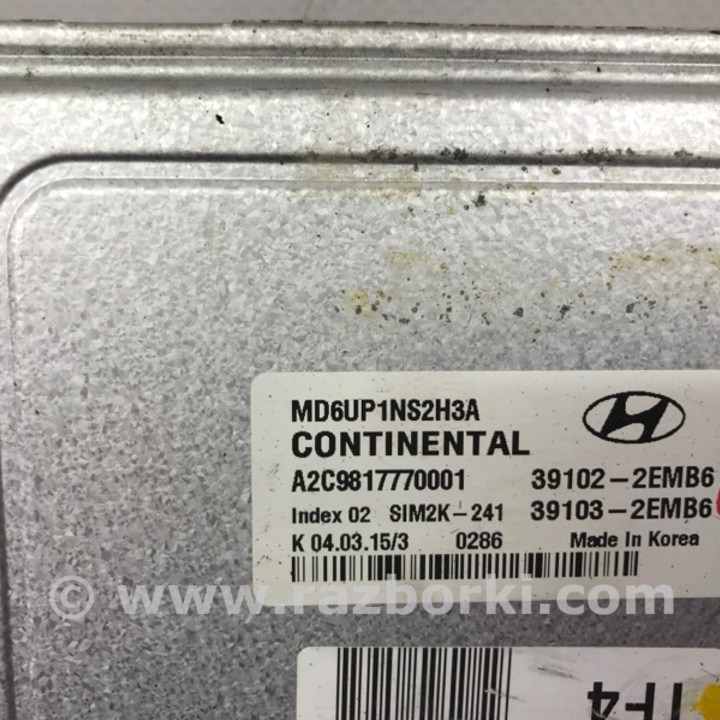 MD6UP1NS2H3A
CONTINENTAL
A2C9817770001 39102-2EMB6
Index 02 SIM2K-241 39103-2EMB6
K 04.03.15/3 0286 Made in Korea
© www.razborki.com